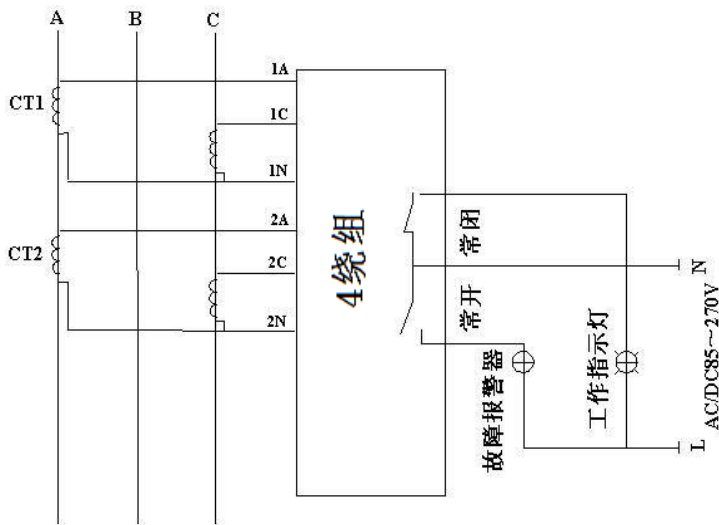 A
B
C
CT1
1A
1C
1N
CT2
2A
2C
2N
4绕组
常闭
常开
故障报警器
工作指示灯
N
L
AC/DC85～270V